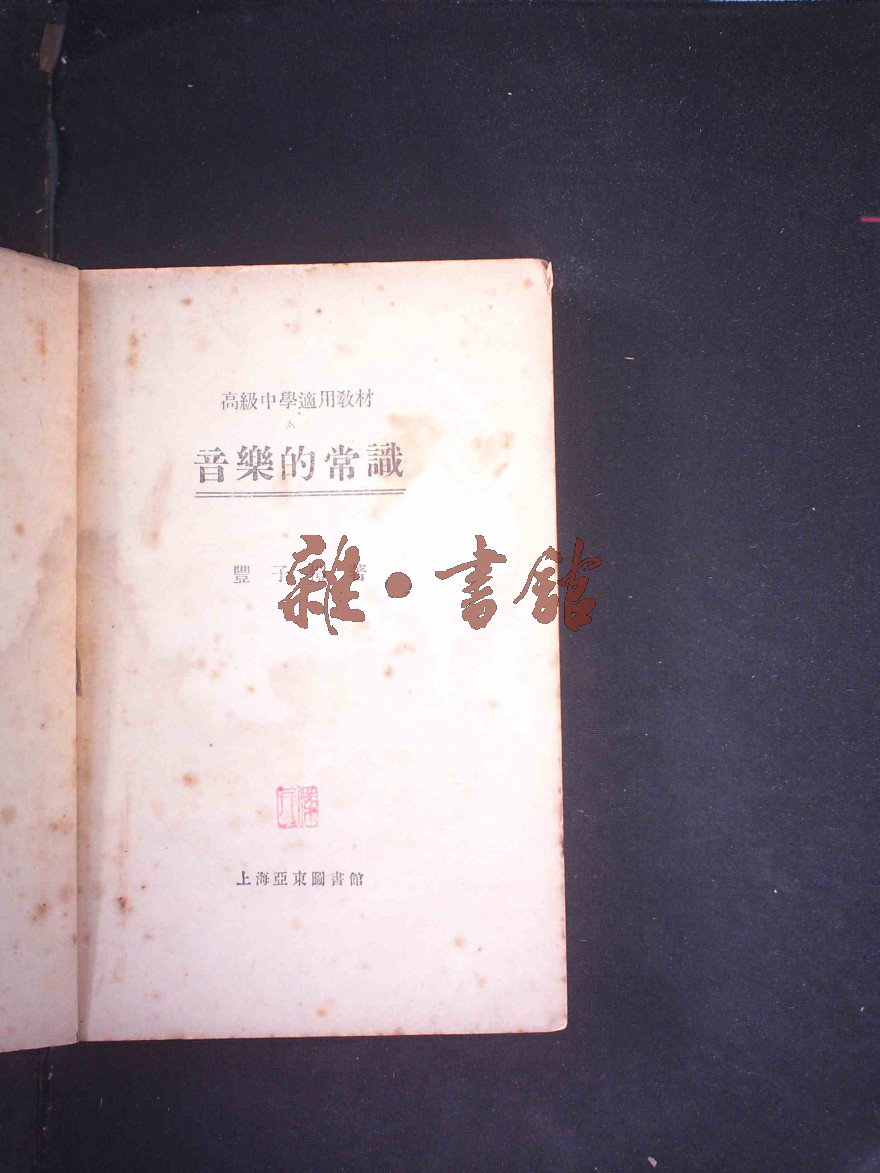 高級中學適用敎材
音樂的常識
豐子
雜·書館
上海亞東圖書館